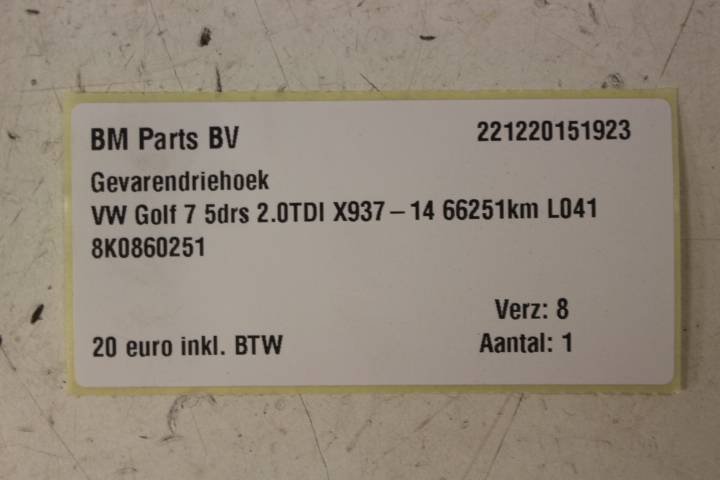 BM Parts BV 221220151923
Gevarendriehoek
VW Golf 7 5drs 2.0TDI X937-14 66251km L041
8K0860251
Verz: 8
20 euro inkl. BTW Aantal: 1